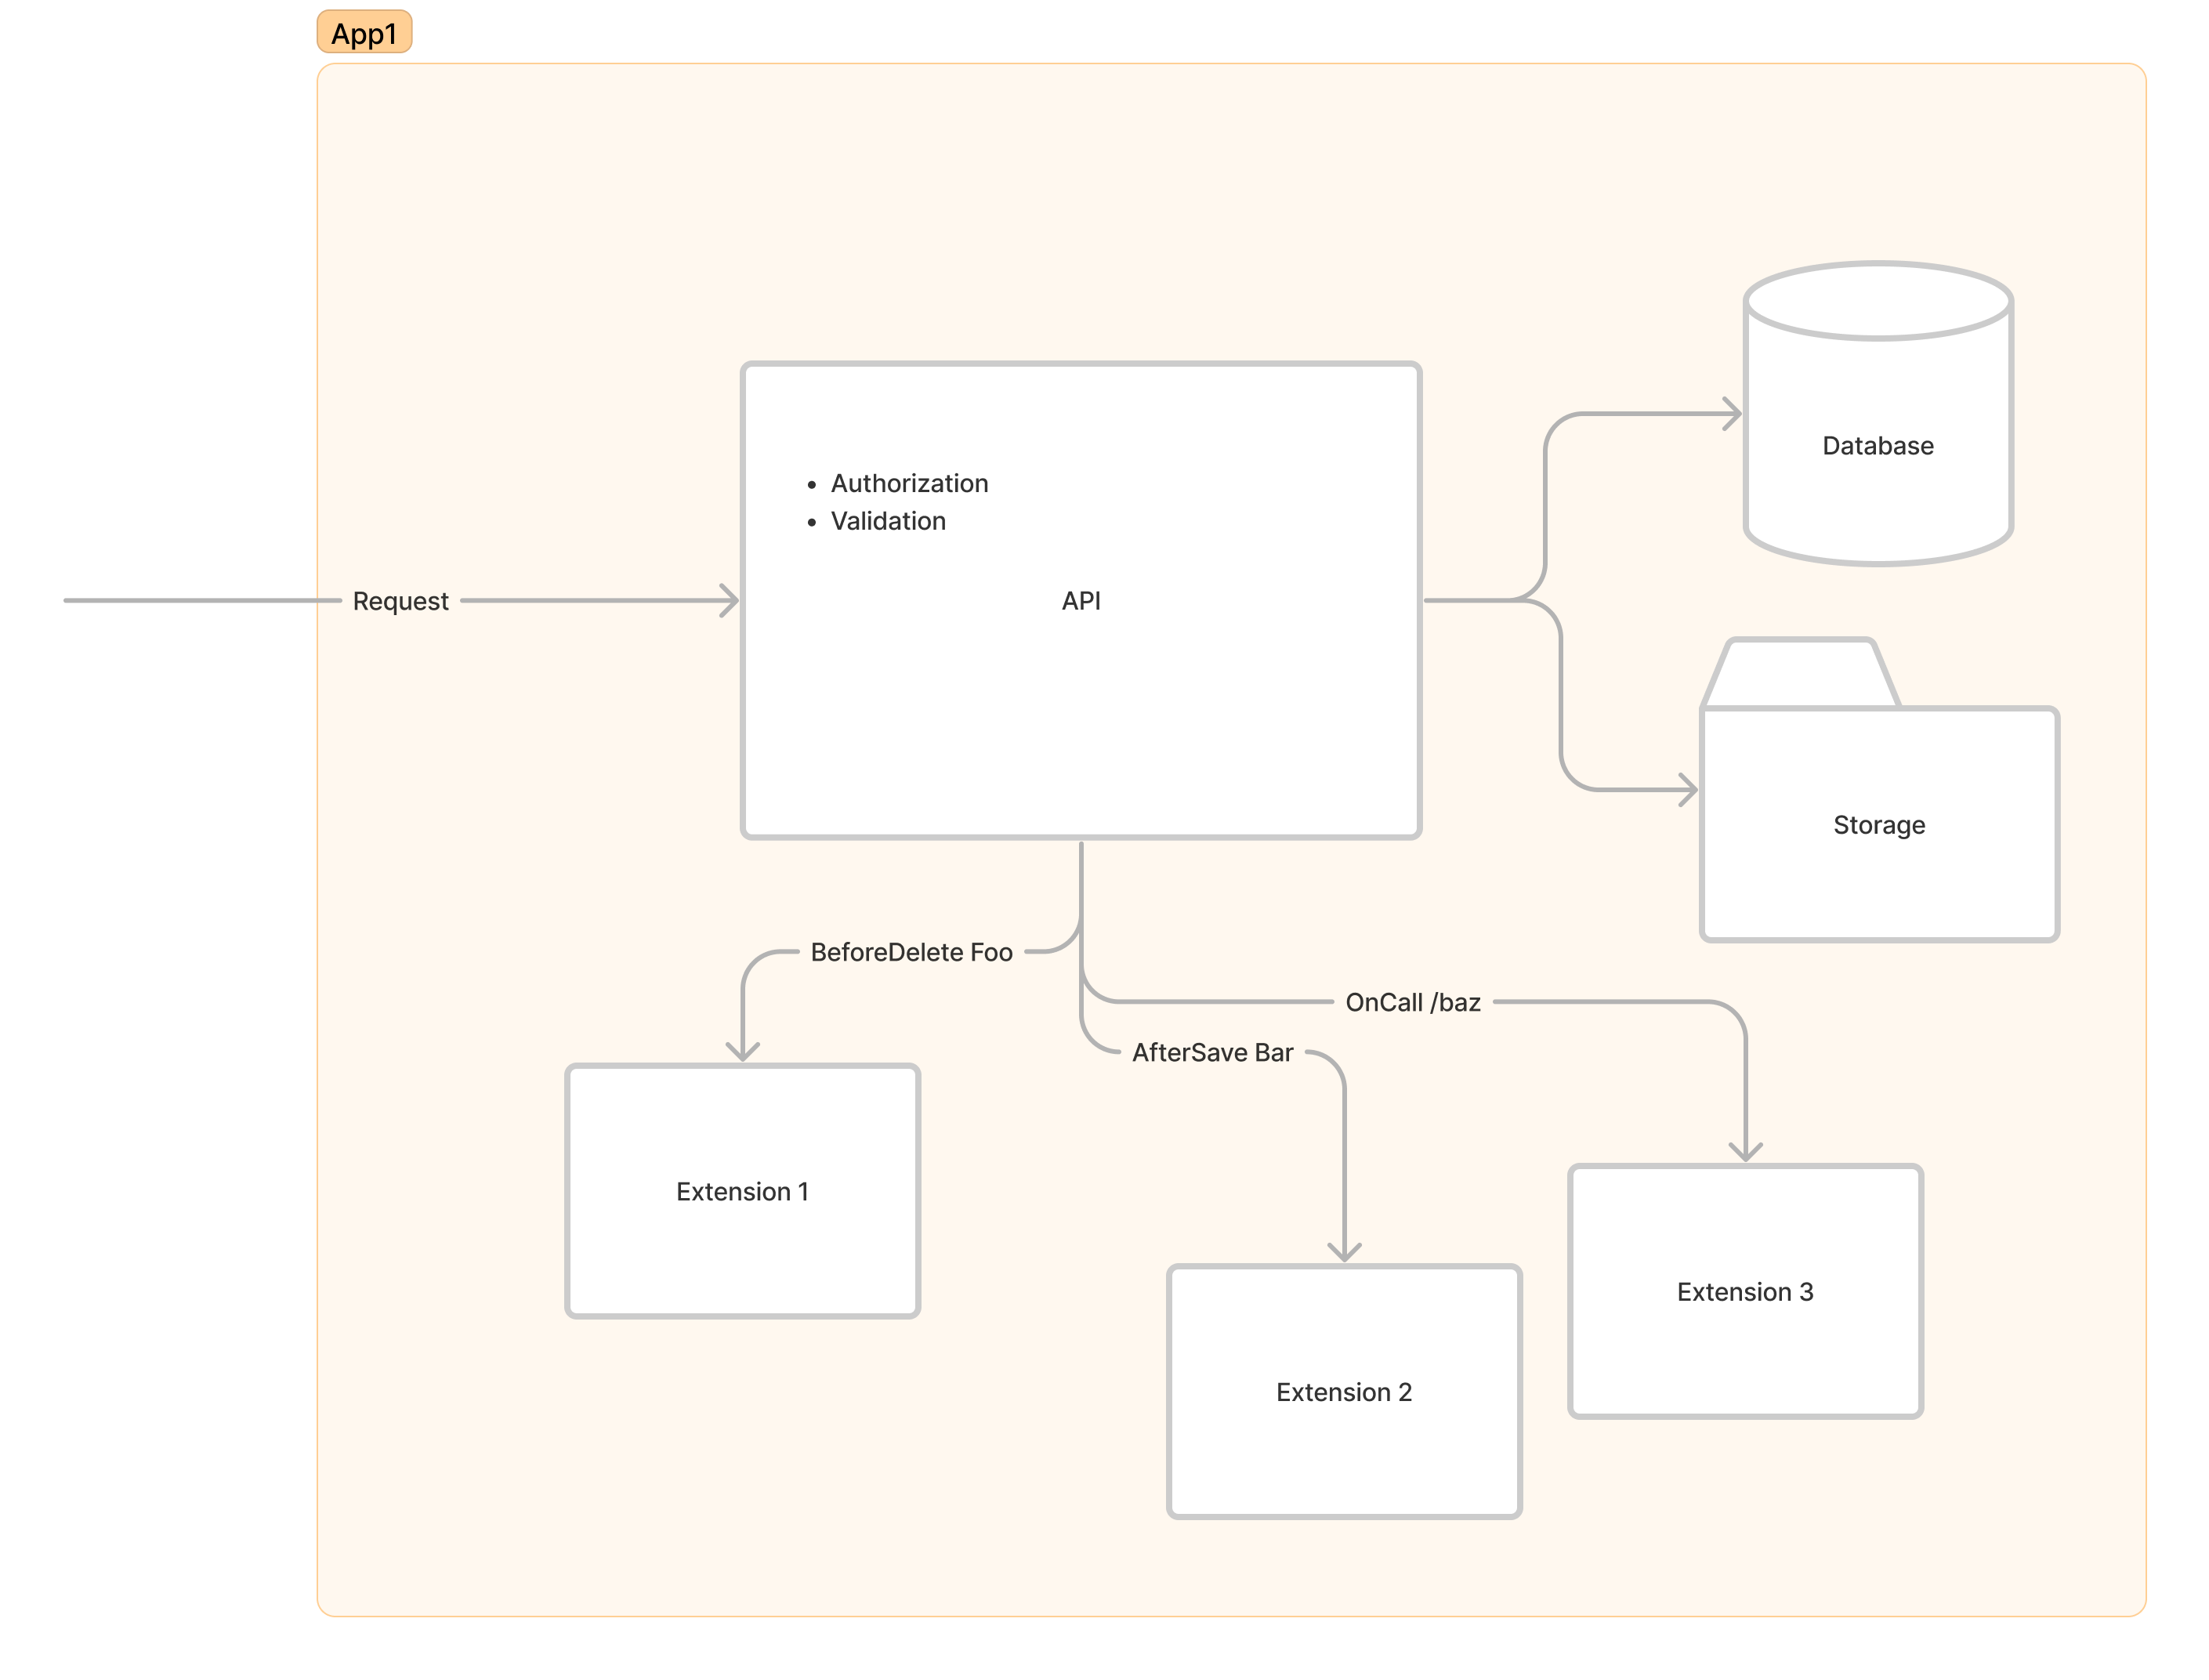 App1
Database
• Authorization
• Validation
Request
API
Storage
BeforeDelete Foo
OnCall /baz
AfterSave Bar
Extension 1
Extension 3
Extension 2